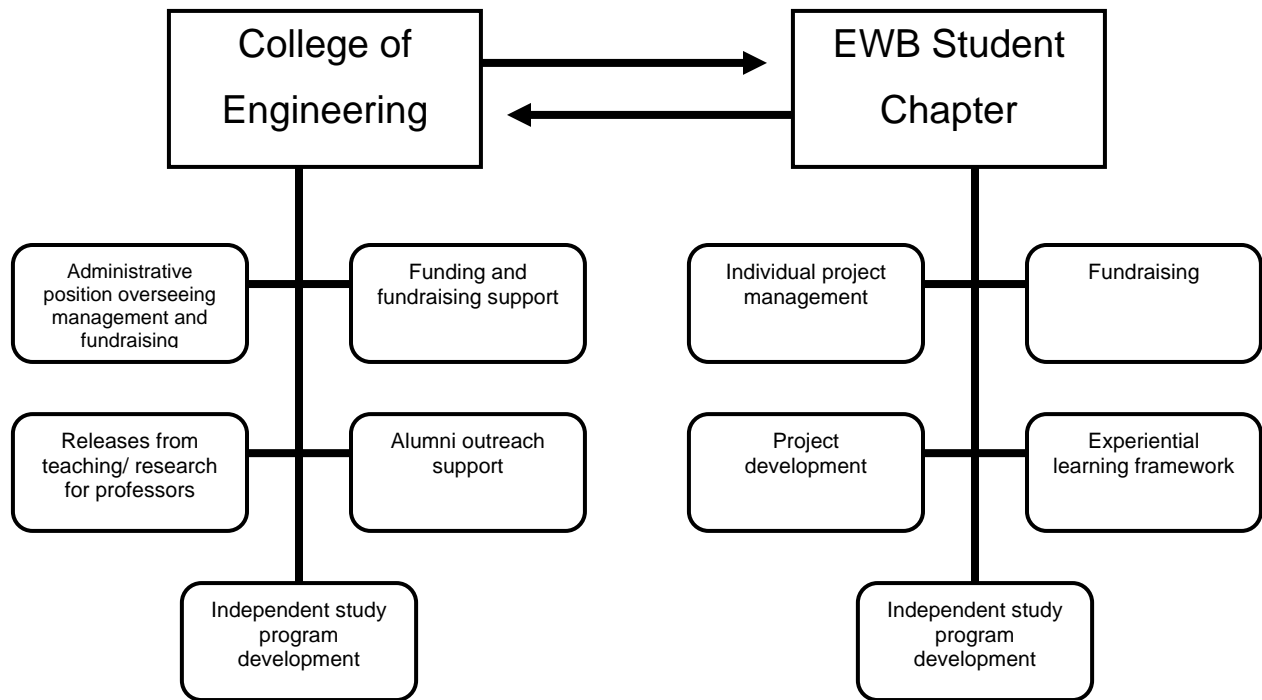 College of
Engineering
EWB Student
Chapter
Administrative
position overseeing
management and
fundraising
Funding and
fundraising support
Individual project
management
Fundraising
Releases from
teaching/ research
for professors
Alumni outreach
support
Project
development
Experiential
learning framework
Independent study
program
development
Independent study
program
development